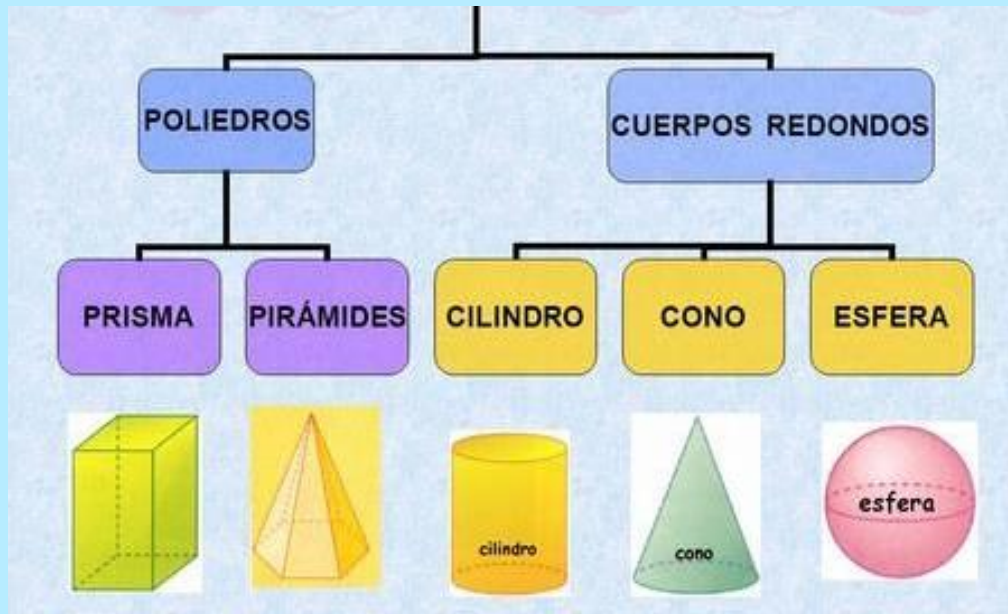 POLIEDROS
CUERPOS REDONDOS
PRISMA
PIRÁMIDES
CILINDRO
CONO
ESFERA
cilindro
cono
esfera